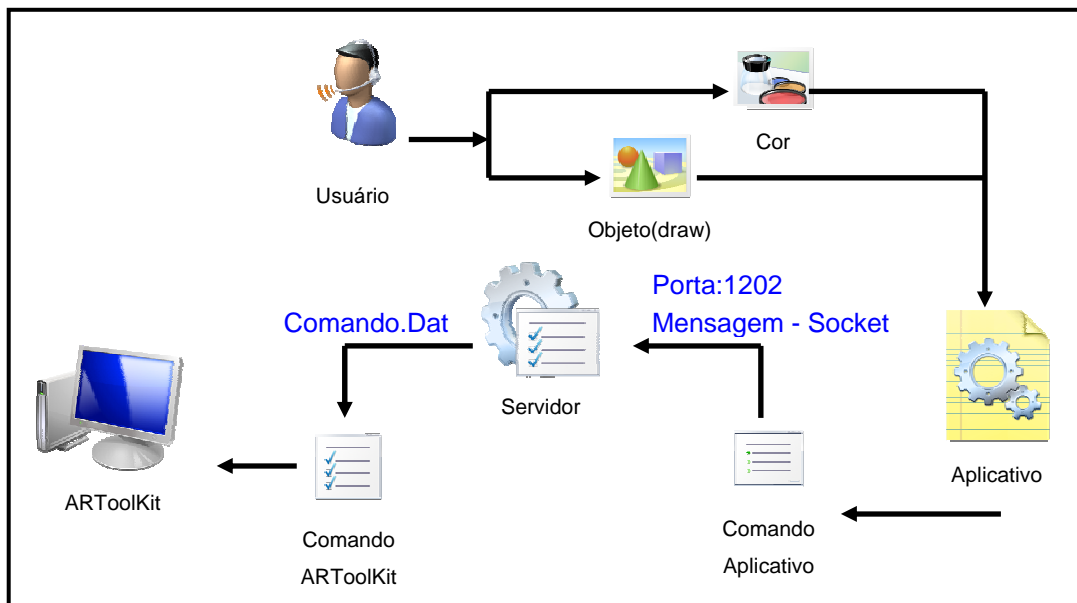 Cor
Usuário
Objeto(draw)
Porta:1202
Mensagem - Socket
Comando.Dat
Servidor
Aplicativo
ARToolKit
Comando
Aplicativo
Comando
ARToolKit